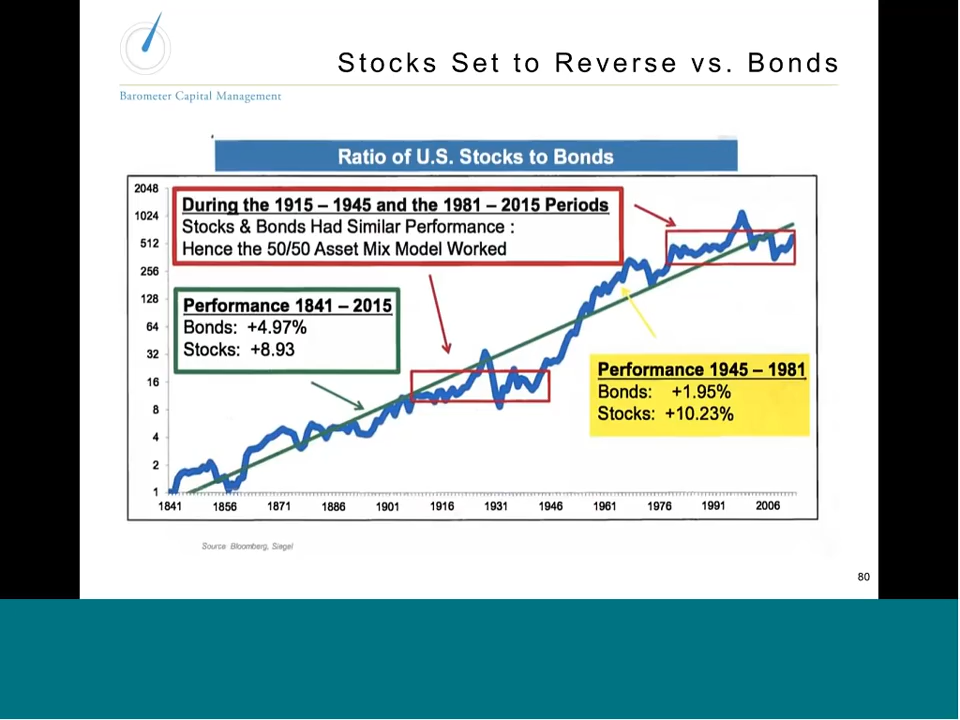 Stocks Set to Reverse vs. Bonds
Barometer Capital Management
Ratio of U.S. Stocks to Bonds
2048
1024
512
256
128
64
32
16
8
4
2
1
During the 1915 – 1945 and the 1981 – 2015 Periods
Stocks & Bonds Had Similar Performance :
Hence the 50/50 Asset Mix Model Worked
Performance 1841 – 2015
Bonds: +4.97%
Stocks: +8.93
Performance 1945 – 1981
Bonds: +1.95%
Stocks: +10.23%
1841 1856 1871 1886 1901 1916 1931 1946 1961 1976 1991 2006
Source Bloomberg, Siegel
80